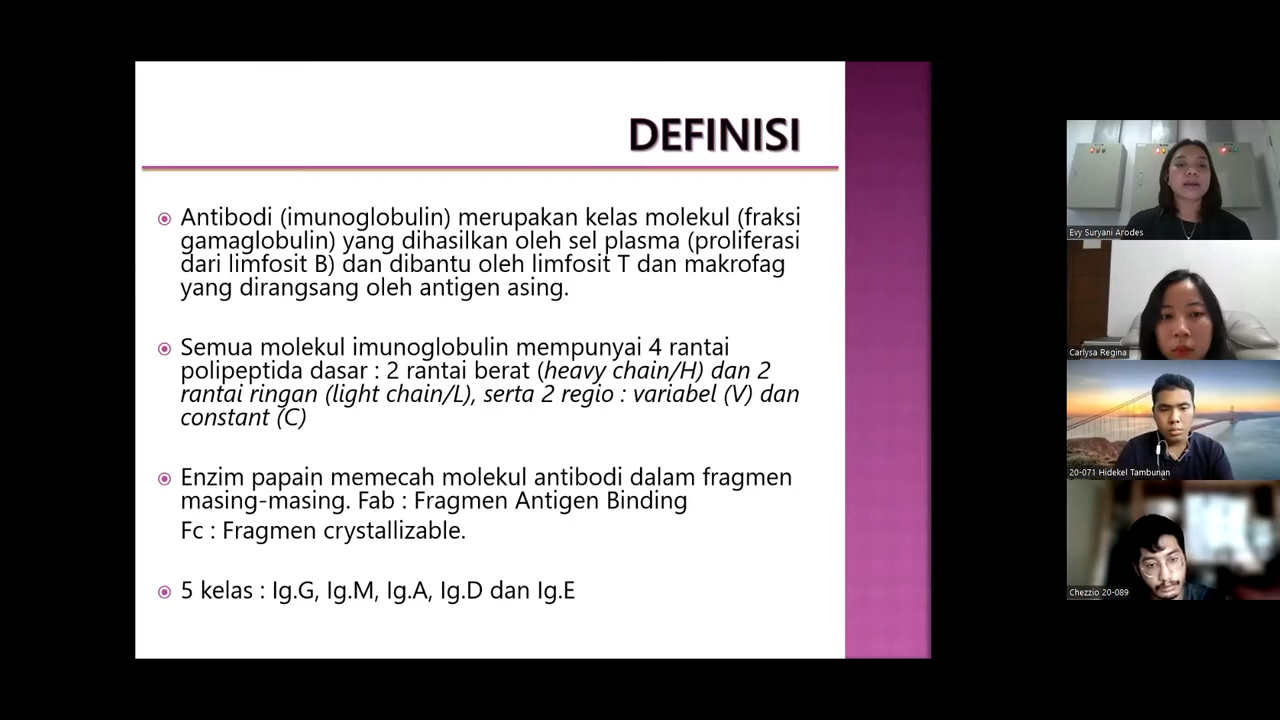 DEFINISI
Antibodi (imunoglobulin) merupakan kelas molekul (fraksi
gamaglobulin) yang dihasilkan oleh sel plasma (proliferasi
dari limfosit B) dan dibantu oleh limfosit T dan makrofag
yang dirangsang oleh antigen asing.
Semua molekul imunoglobulin mempunyai 4 rantai
polipeptida dasar : 2 rantai berat (heavy chain/H) dan 2
rantai ringan (light chain/L), serta 2 regio : variabel (V) dan
constant (C)
Enzim papain memecah molekul antibodi dalam fragmen
masing-masing. Fab : Fragmen Antigen Binding
Fc : Fragmen crystallizable.
5 kelas : Ig.G, Ig.M, Ig.A, Ig.D dan Ig.E
Evy Suryani Arodes
Carlysa Regina
20-071 Hidekel Tambunan
Chezzio 20-089